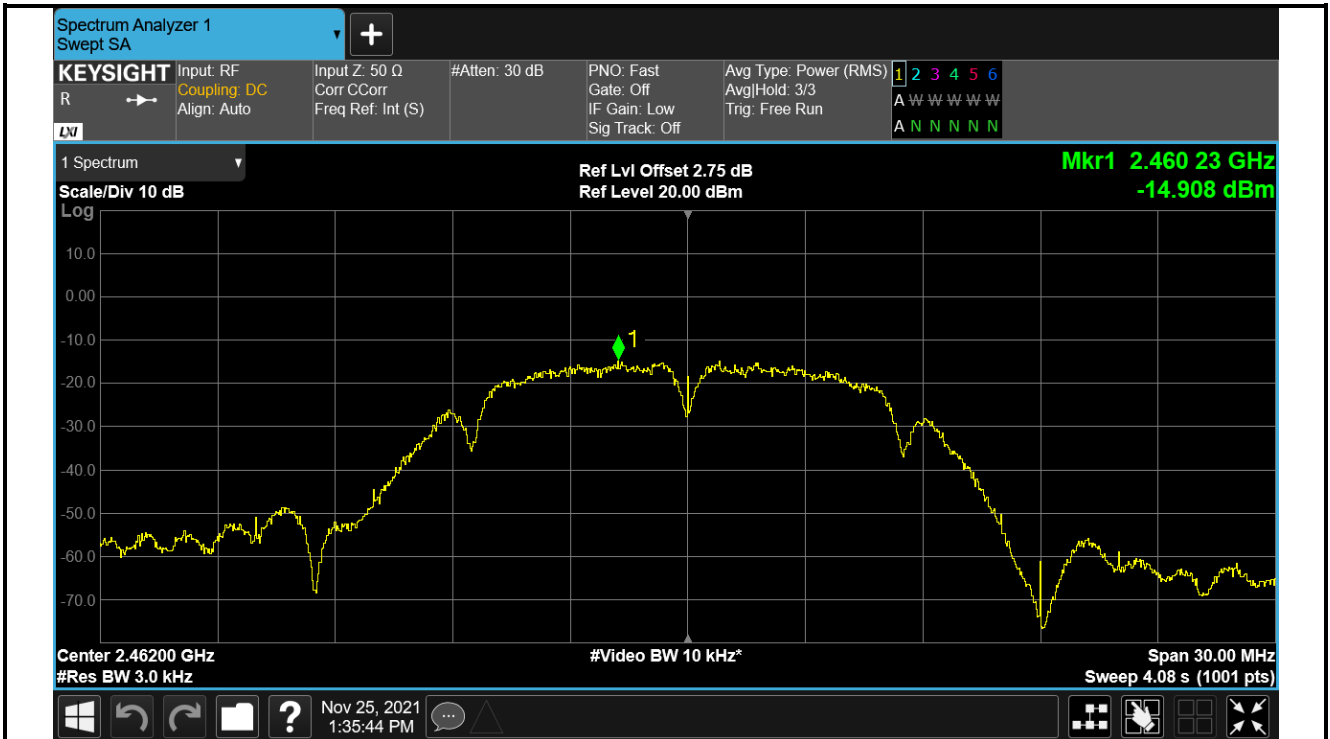 Spectrum Analyzer 1
Swept SA
+
KEYSIGHT
R
LXI
Input: RF
Coupling: DC
Align: Auto
Input Z: 50 Ω
Corr CCorr
Freq Ref: Int (S)
#Atten: 30 dB
PNO: Fast
Gate: Off
IF Gain: Low
Sig Track: Off
Avg Type: Power (RMS)
Avg|Hold: 3/3
Trig: Free Run
1 2 3 4 5 6
A W W W W W
A N N N N N
1 Spectrum
Scale/Div 10 dB
Ref Lvl Offset 2.75 dB
Ref Level 20.00 dBm
Mkr1 2.460 23 GHz
-14.908 dBm
Log
10.0
0.00
-10.0
-20.0
-30.0
-40.0
-50.0
-60.0
-70.0
1
Center 2.46200 GHz
#Res BW 3.0 kHz
#Video BW 10 kHz*
Span 30.00 MHz
Sweep 4.08 s (1001 pts)
?
Nov 25, 2021
1:35:44 PM